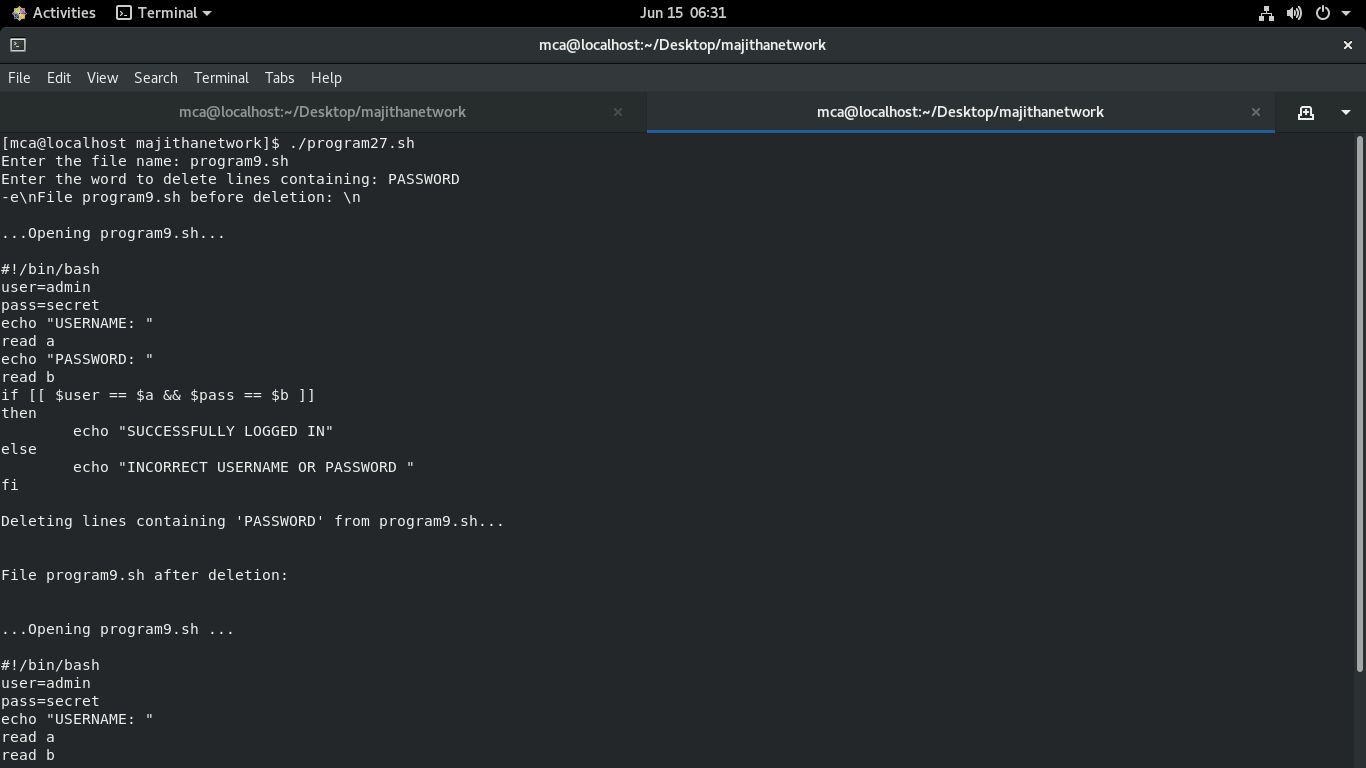 Activities Terminal Jun 15 06:31
mca@localhost:~/Desktop/majithanetwork
File Edit View Search Terminal Tabs Help
mca@localhost:~/Desktop/majithanetwork mca@localhost:~/Desktop/majithanetwork
[mca@localhost majithanetwork]$ ./program27.sh
Enter the file name: program9.sh
Enter the word to delete lines containing: PASSWORD
-e\nFile program9.sh before deletion: \n
...Opening program9.sh...
#!/bin/bash
user=admin
pass=secret
echo "USERNAME: "
read a
echo "PASSWORD: "
read b
if [[ $user == $a && $pass == $b ]]
then
        echo "SUCCESSFULLY LOGGED IN"
else
        echo "INCORRECT USERNAME OR PASSWORD "
fi
Deleting lines containing 'PASSWORD' from program9.sh...
File program9.sh after deletion:
...Opening program9.sh ...
#!/bin/bash
user=admin
pass=secret
echo "USERNAME: "
read a
read b